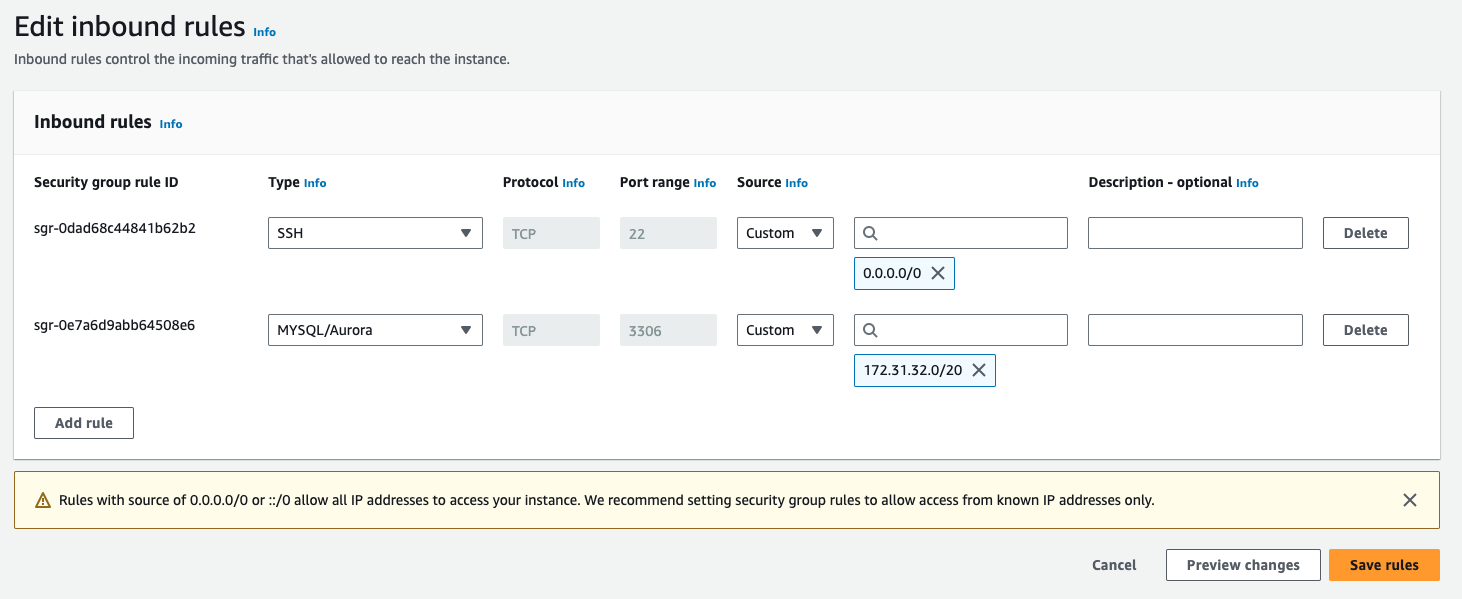 Edit inbound rules Info
Inbound rules control the incoming traffic that's allowed to reach the instance.
Inbound rules Info
Security group rule ID Type Info Protocol Info Port range Info Source Info Description - optional Info
sgr-0dad68c44841b62b2 SSH TCP 22 Custom Delete
0.0.0.0/0
sgr-0e7a6d9abb64508e6 MYSQL/Aurora TCP 3306 Custom Delete
172.31.32.0/20
Add rule
Rules with source of 0.0.0.0/0 or ::/0 allow all IP addresses to access your instance. We recommend setting security group rules to allow access from known IP addresses only.
Cancel Preview changes Save rules